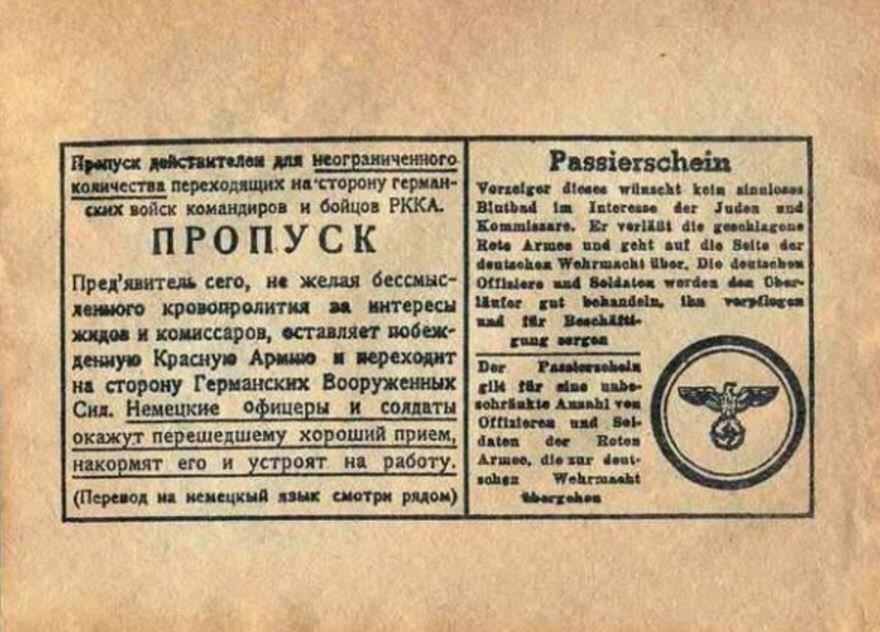 Пропуск действителен для неограниченного
количества переходящих на сторону герман-
ских войск командиров и бойцов РККА.
ПРОПУСК
Пред'явитель сего, не желая бессмыс-
ленного кровопролития за интересы
жидов и комиссаров, оставляет побеж-
денную Красную Армию и переходит
на сторону Германских Вооруженных
Сил. Немецкие офицеры и солдаты
окажут перешедшему хороший прием,
накормят его и устроят на работу.
(Перевод на немецкый язык смотри рядом)
Passierschein
Vorzeiger dieses wünscht kein sinnloses
Blutbad im Interesse der Juden und
Kommissare. Er verläßt die geschlagene
Rote Armee und geht auf die Seite der
deutschen Wehrmacht über. Die deutschen
Offiziere und Soldaten werden den Über-
läufer gut behandeln, ihn verpflegen
und für Beschäfti-
gung sorgen
Der Passierschein
gilt für eine unbe-
schränkte Anzahl von
Offizieren und Sol-
daten der Roten
Armee, die zur deut-
schen Wehrmacht
übergehen